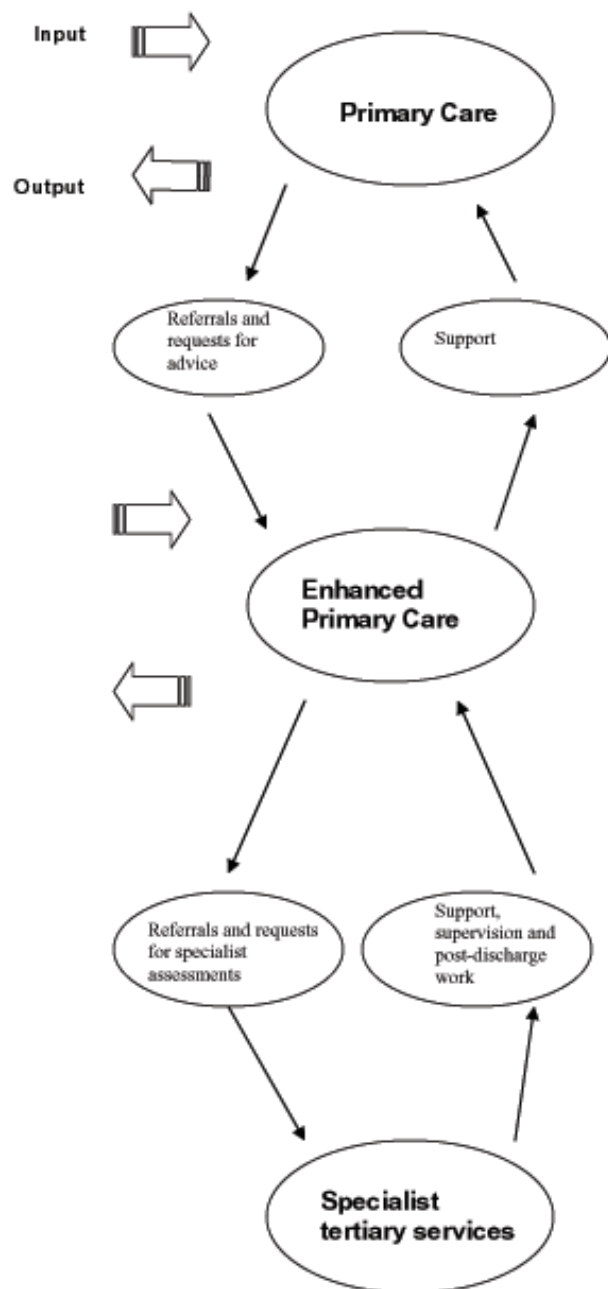 Input
Primary Care
Output
Referrals and
requests for
advice
Support
Enhanced
Primary Care
Referrals and requests
for specialist
assessments
Support,
supervision and
post-discharge
work
Specialist
tertiary services